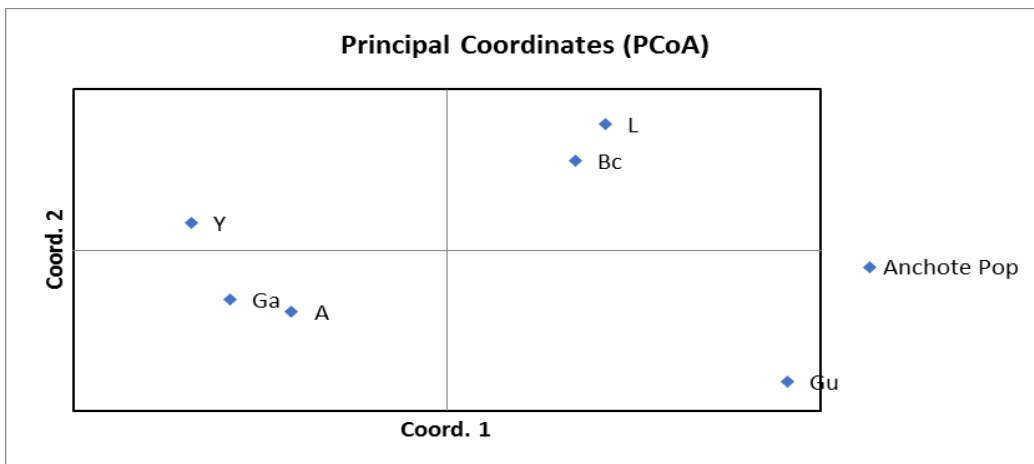 Principal Coordinates (PCoA)
L
Bc
Y
Coord. 2
Anchote Pop
Ga
A
Gu
Coord. 1